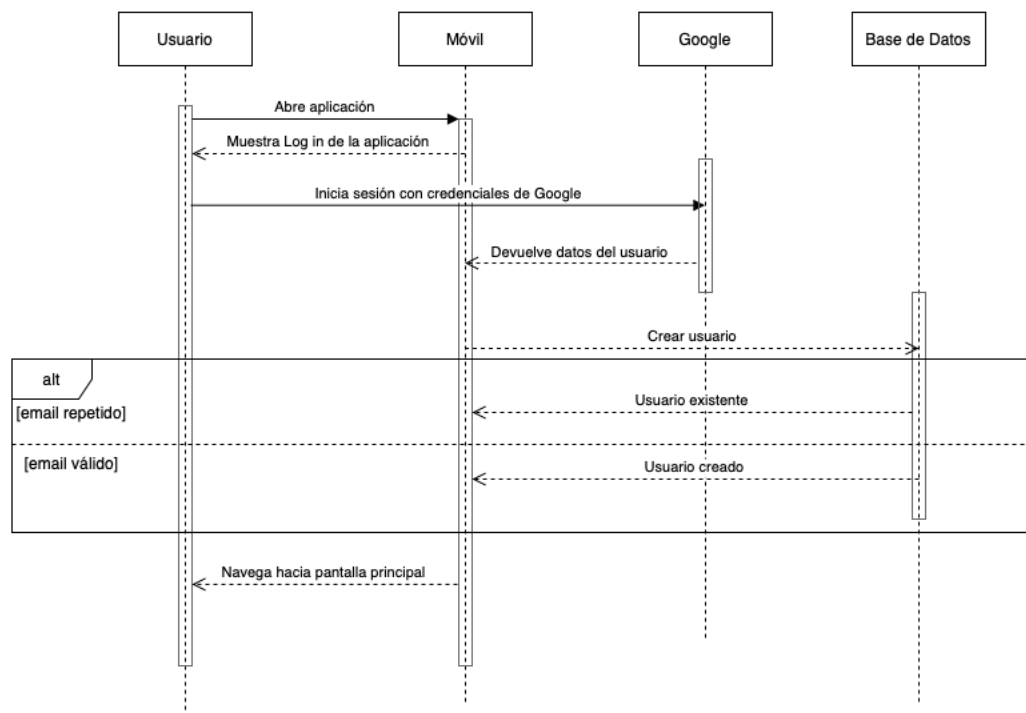 Usuario
Móvil
Google
Base de Datos
Abre aplicación
Muestra Log in de la aplicación
Inicia sesión con credenciales de Google
Devuelve datos del usuario
Crear usuario
alt
[email repetido]
Usuario existente
[email válido]
Usuario creado
Navega hacia pantalla principal